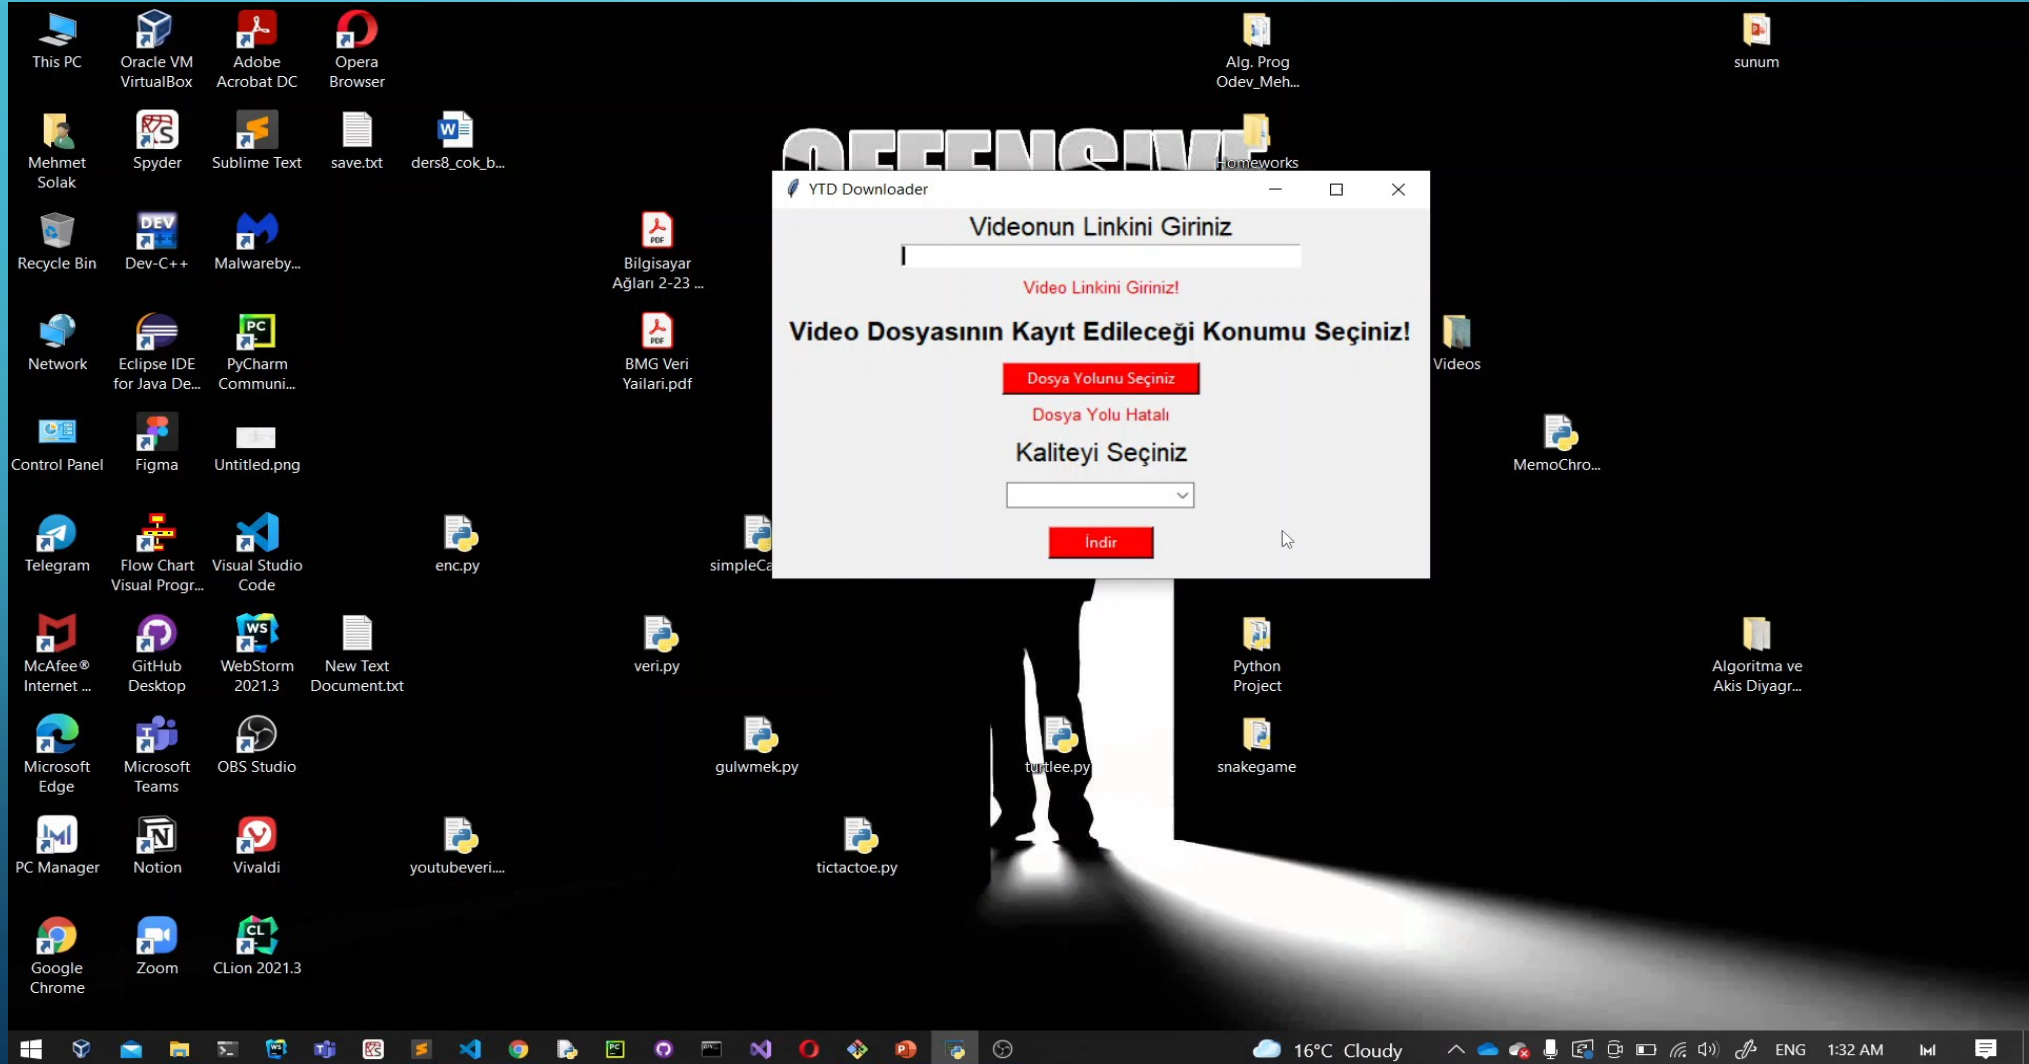 This PC
Oracle VM
VirtualBox
Adobe
Acrobat DC
Opera
Browser
Alg. Prog
Odev_Meh...
sunum
Mehmet
Solak
Spyder
Sublime Text
save.txt
ders8_cok_b...
OFFENSIVE
Homeworks
Recycle Bin
DEV
Dev-C++
Malwareby...
PDF
Bilgisayar
Ağları 2-23 ...
YTD Downloader
Videonun Linkini Giriniz
Video Linkini Giriniz!
Video Dosyasının Kayıt Edileceği Konumu Seçiniz!
Dosya Yolunu Seçiniz
Dosya Yolu Hatalı
Kaliteyi Seçiniz
İndir
Network
Eclipse IDE
for Java De...
PC
PyCharm
Communi...
PDF
BMG Veri
Yailari.pdf
Videos
Control Panel
Figma
Untitled.png
MemoChro...
Telegram
Flow Chart
Visual Progr...
Visual Studio
Code
enc.py
simpleCa
McAfee®
Internet ...
GitHub
Desktop
WS
WebStorm
2021.3
New Text
Document.txt
veri.py
Python
Project
Algoritma ve
Akis Diyagr...
Microsoft
Edge
Microsoft
Teams
OBS Studio
gulwmek.py
turtlee.py
snakegame
PC Manager
Notion
Vivaldi
youtubeveri....
tictactoe.py
Google
Chrome
Zoom
CL
CLion 2021.3
16°C Cloudy
ENG
1:32 AM